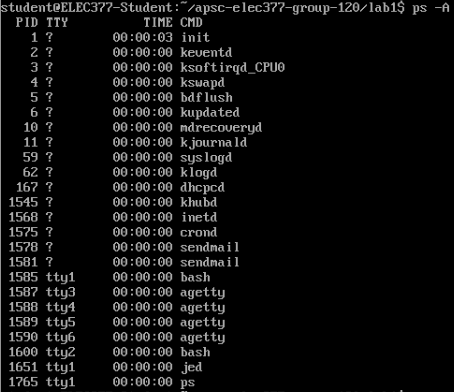 student@ELEC377-Student:~/apsc-elec377-group-120/lab1$ ps -A
PID TTY TIME CMD
1 ? 00:00:03 init
2 ? 00:00:00 keventd
3 ? 00:00:00 ksoftirqd_CPU0
4 ? 00:00:00 kswapd
5 ? 00:00:00 bdflush
6 ? 00:00:00 kupdated
10 ? 00:00:00 mdrecoveryd
11 ? 00:00:00 kjournald
59 ? 00:00:00 syslogd
62 ? 00:00:00 klogd
167 ? 00:00:00 dhcpcd
1545 ? 00:00:00 khubd
1568 ? 00:00:00 inetd
1575 ? 00:00:00 crond
1578 ? 00:00:00 sendmail
1581 ? 00:00:00 sendmail
1585 tty1 00:00:00 bash
1587 tty3 00:00:00 agetty
1588 tty4 00:00:00 agetty
1589 tty5 00:00:00 agetty
1590 tty6 00:00:00 agetty
1600 tty2 00:00:00 bash
1651 tty1 00:00:00 jed
1765 tty1 00:00:00 ps